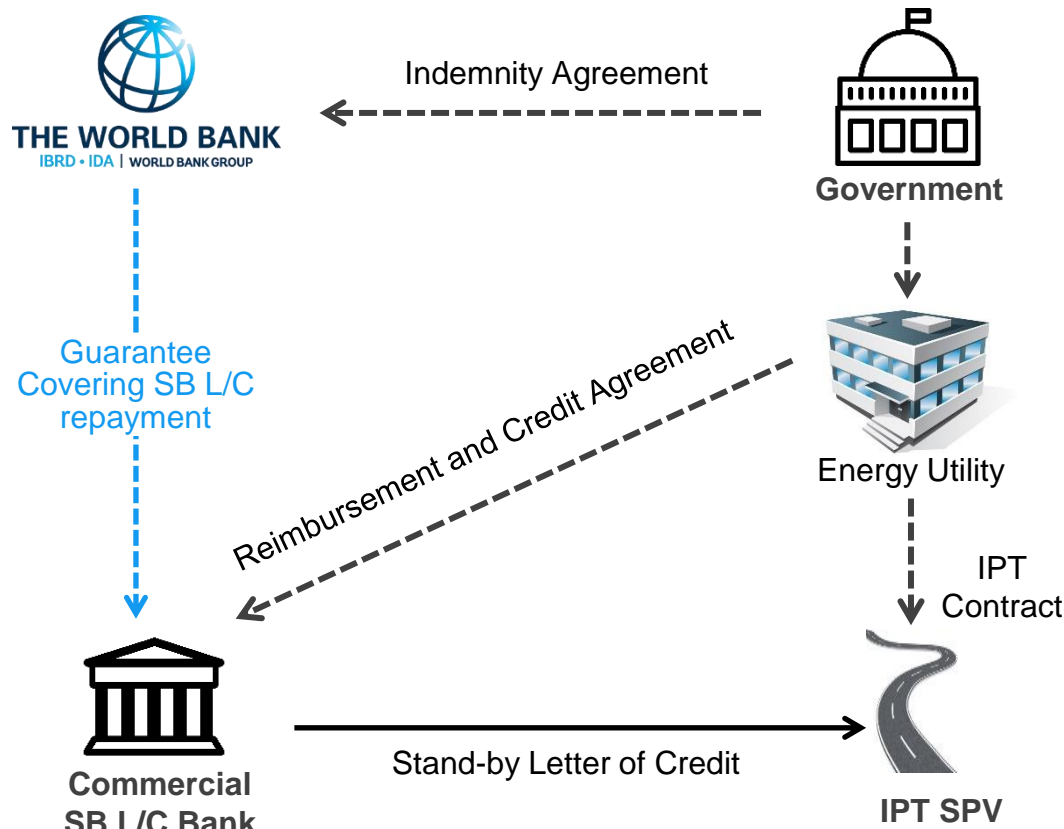 Indemnity Agreement
THE WORLD BANK
IBRD • IDA | WORLD BANK GROUP
Government
Guarantee
Covering SB L/C
repayment
Reimbursement and Credit Agreement
Energy Utility
IPT
Contract
Stand-by Letter of Credit
Commercial
SB L/C Bank
IPT SPV